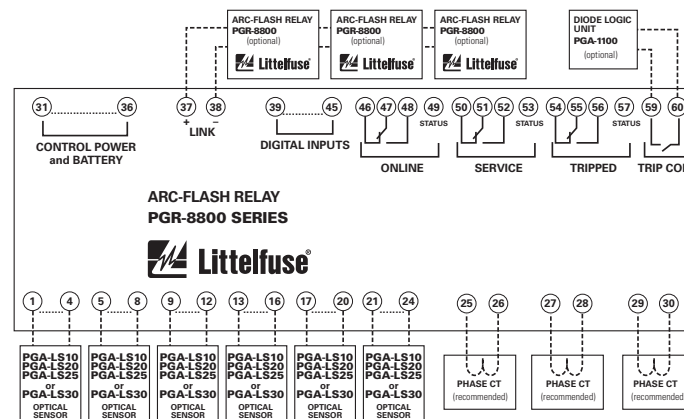 ARC-FLASH RELAY
PGR-8800
(optional)
Littelfuse
ARC-FLASH RELAY
PGR-8800
(optional)
Littelfuse
ARC-FLASH RELAY
PGR-8800
(optional)
Littelfuse
DIODE LOGIC
UNIT
PGA-1100
(optional)
31 36 37 38 39 45 46 47 48 49 50 51 52 53 54 55 56 57 59 60
+ –
LINK
STATUS
STATUS
STATUS
CONTROL POWER
and BATTERY
DIGITAL INPUTS
ONLINE
SERVICE
TRIPPED
TRIP CO
ARC-FLASH RELAY
PGR-8800 SERIES
Littelfuse®
1 4 5 8 9 12 13 16 17 20 21 24 25 26 27 28 29 30
PGA-LS10
PGA-LS20
PGA-LS25
or
PGA-LS30
OPTICAL
SENSOR
PGA-LS10
PGA-LS20
PGA-LS25
or
PGA-LS30
OPTICAL
SENSOR
PGA-LS10
PGA-LS20
PGA-LS25
or
PGA-LS30
OPTICAL
SENSOR
PGA-LS10
PGA-LS20
PGA-LS25
or
PGA-LS30
OPTICAL
SENSOR
PGA-LS10
PGA-LS20
PGA-LS25
or
PGA-LS30
OPTICAL
SENSOR
PGA-LS10
PGA-LS20
PGA-LS25
or
PGA-LS30
OPTICAL
SENSOR
PHASE CT
(recommended)
PHASE CT
(recommended)
PHASE CT
(recommended